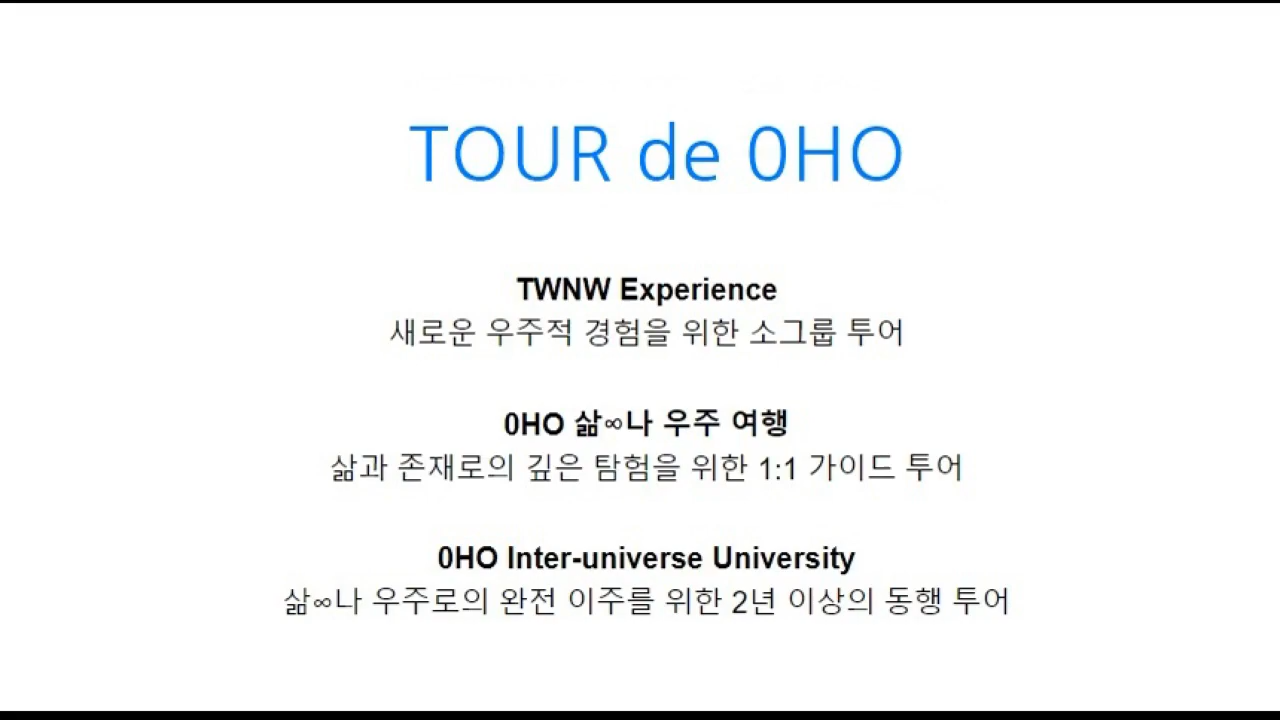 TOUR de 0HO
TWNW Experience
새로운 우주적 경험을 위한 소그룹 투어
0HO 삶∞나 우주 여행
삶과 존재로의 깊은 탐험을 위한 1:1 가이드 투어
0HO Inter-universe University
삶∞나 우주로의 완전 이주를 위한 2년 이상의 동행 투어